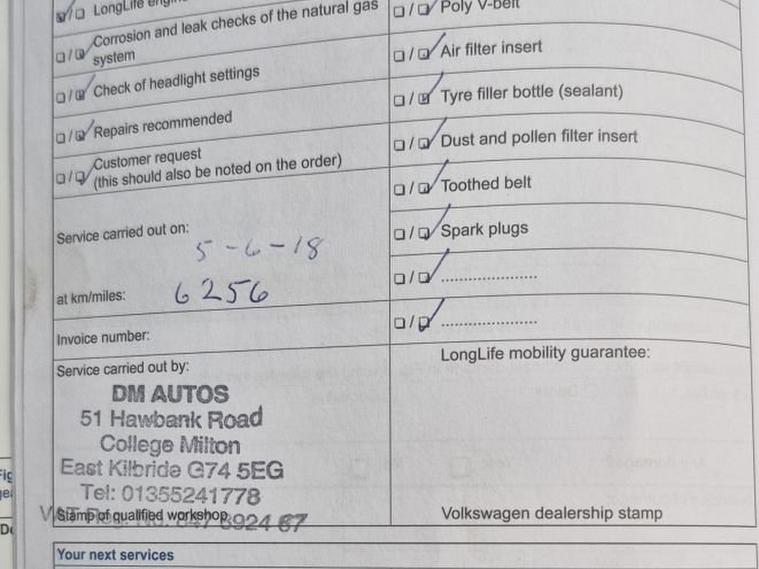 ☑/☐ LongLife
☐/☑ Corrosion and leak checks of the natural gas
system
☐/☑ Check of headlight settings
☐/☑ Repairs recommended
☐/☑ Customer request
(this should also be noted on the order)
Service carried out on:
5-6-18
at km/miles: 6256
Invoice number:
Service carried out by:
DM AUTOS
51 Hawbank Road
College Milton
East Kilbride G74 5EG
Tel: 01355241778
Stamp of qualified workshop
☐/☑ Poly V-belt
☐/☑ Air filter insert
☐/☑ Tyre filler bottle (sealant)
☐/☑ Dust and pollen filter insert
☐/☑ Toothed belt
☐/☑ Spark plugs
☐/☑ .....................
☐/☑ .....................
LongLife mobility guarantee:
Volkswagen dealership stamp
Your next services